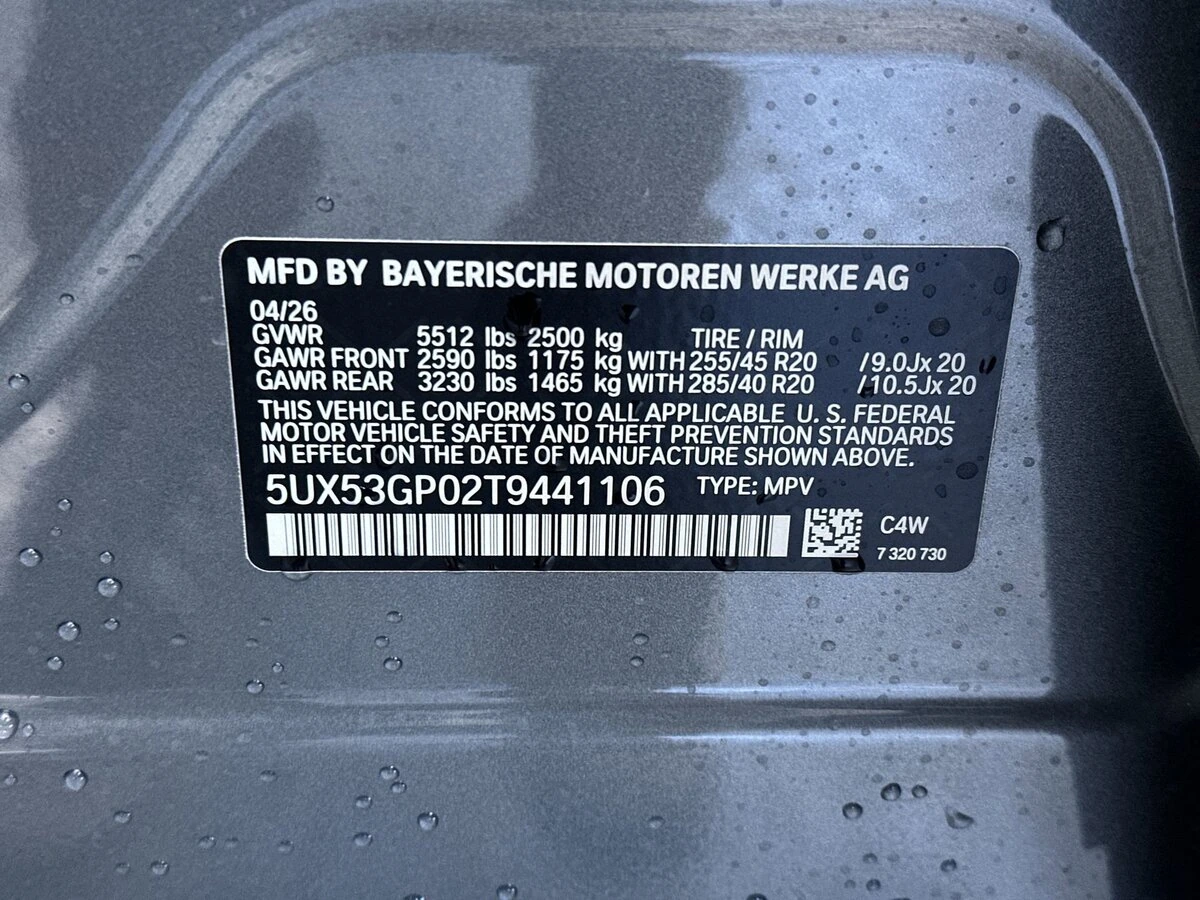 MFD BY BAYERISCHE MOTOREN WERKE AG
04/26
GVWR 5512 lbs 2500 kg TIRE / RIM
GAWR FRONT 2590 lbs 1175 kg WITH 255/45 R20 /9.0Jx 20
GAWR REAR 3230 lbs 1465 kg WITH 285/40 R20 /10.5Jx 20
THIS VEHICLE CONFORMS TO ALL APPLICABLE U. S. FEDERAL
MOTOR VEHICLE SAFETY AND THEFT PREVENTION STANDARDS
IN EFFECT ON THE DATE OF MANUFACTURE SHOWN ABOVE.
5UX53GP02T9441106 TYPE: MPV
C4W
7 320 730